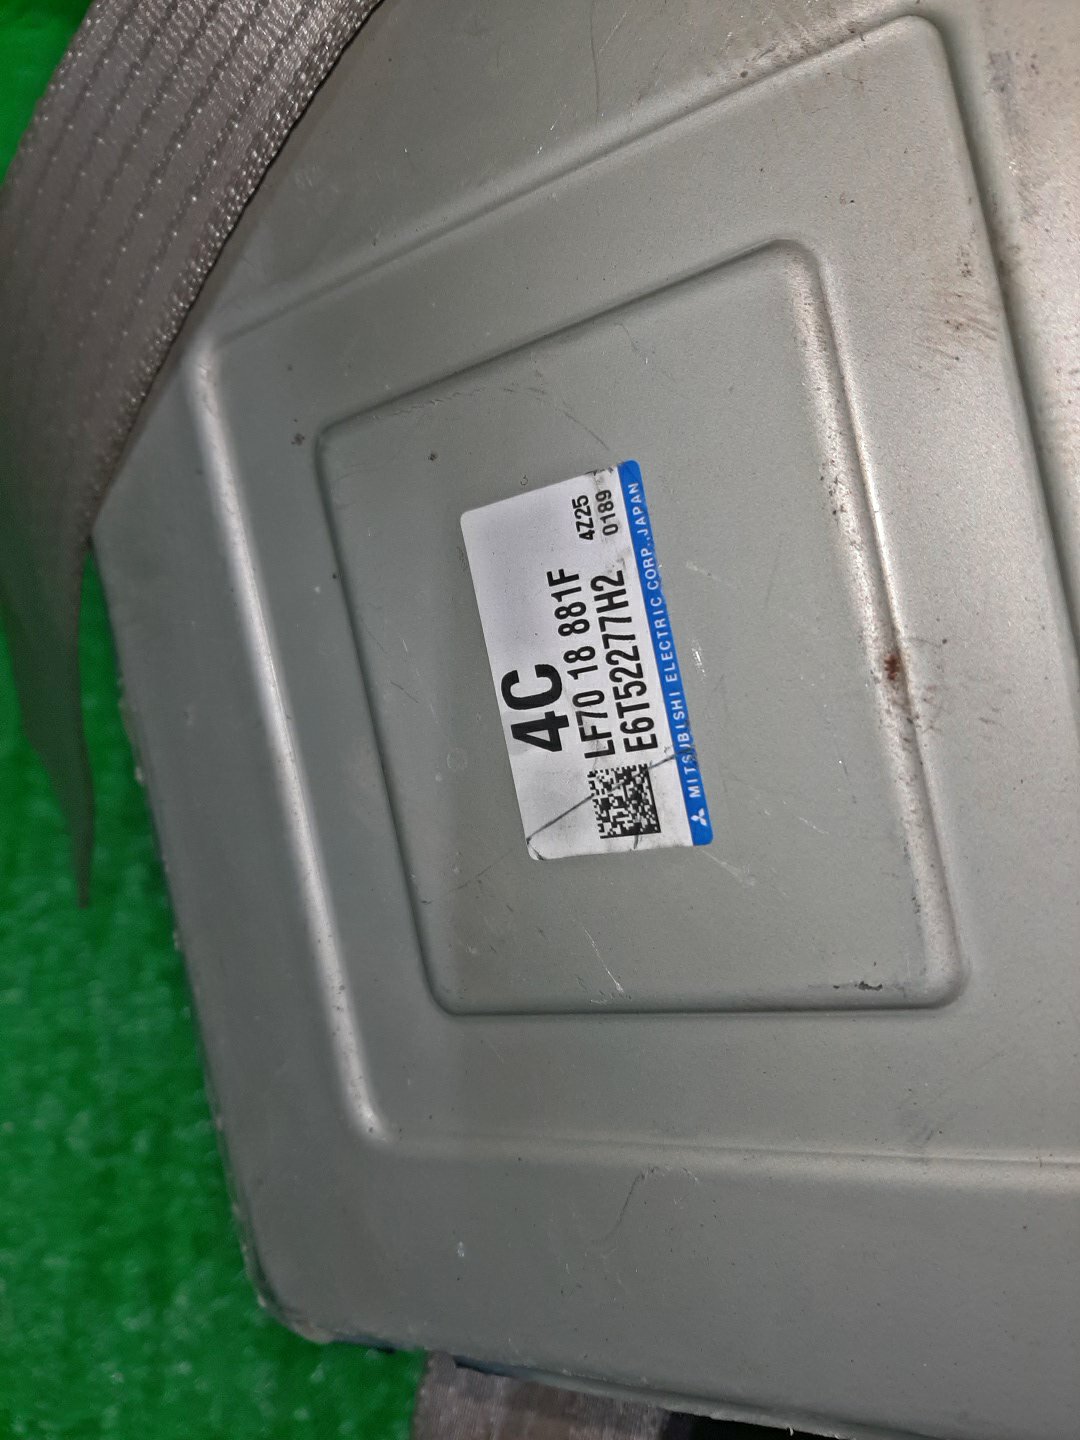 4C
LF70 18 881F 4Z25
E6T52277H2 0189
MITSUBISHI ELECTRIC CORP.,JAPAN